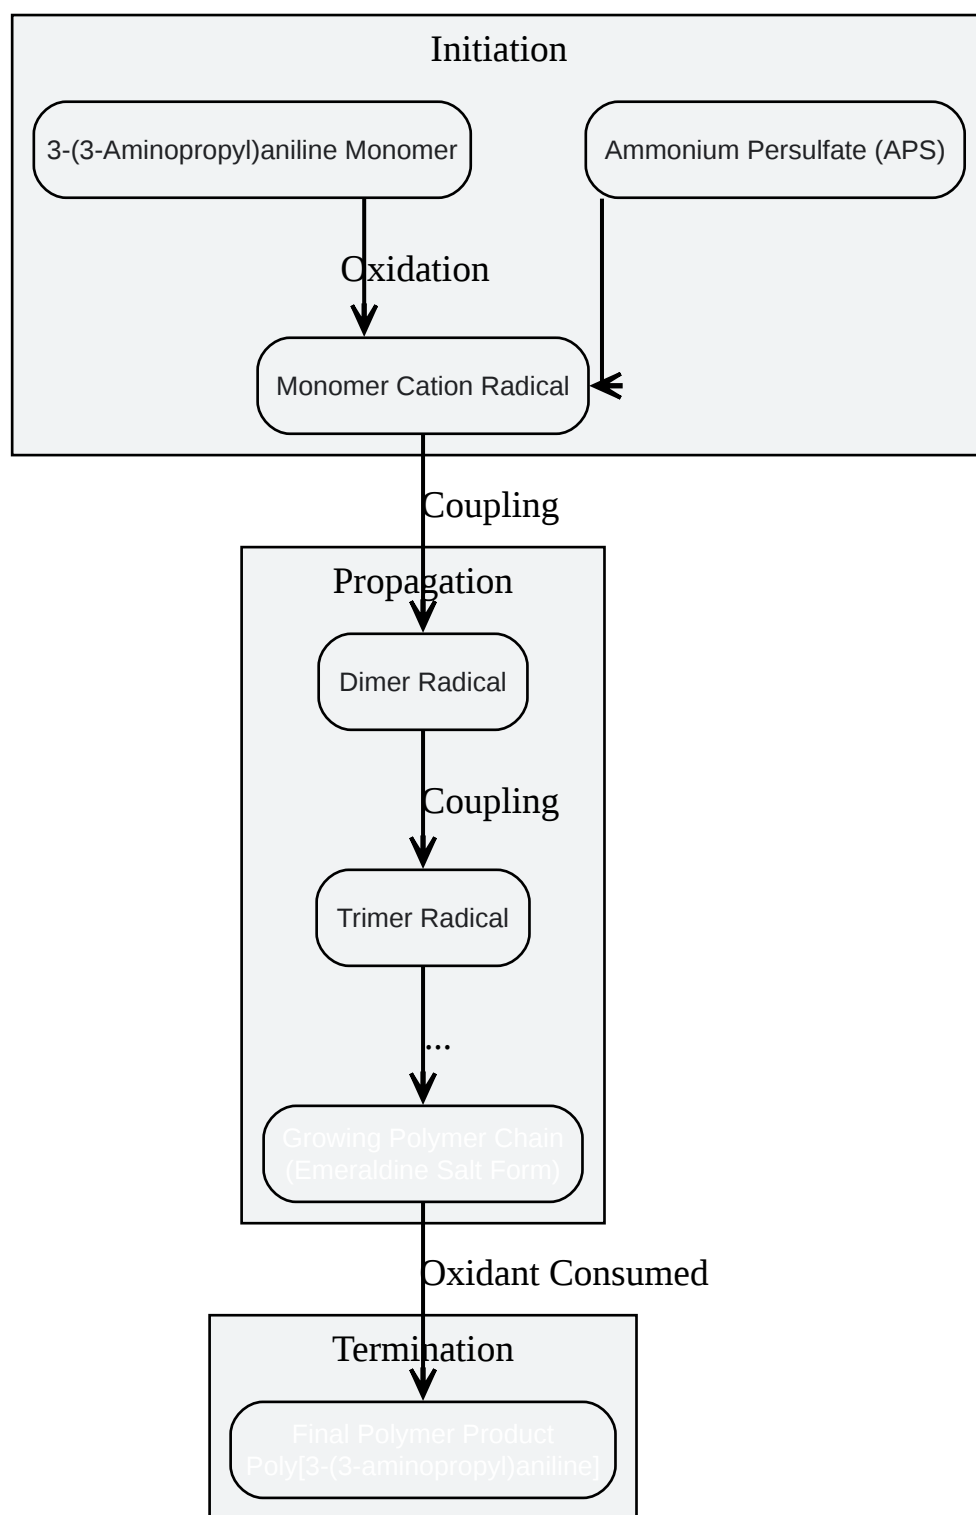 Initiation
3-(3-Aminopropyl)aniline Monomer
Ammonium Persulfate (APS)
Oxidation
Monomer Cation Radical
Coupling
Propagation
Dimer Radical
Coupling
Trimer Radical
...
Growing Polymer Chain
(Emeraldine Salt Form)
Oxidant Consumed
Termination
Final Polymer Product
Poly[3-(3-aminopropyl)aniline]